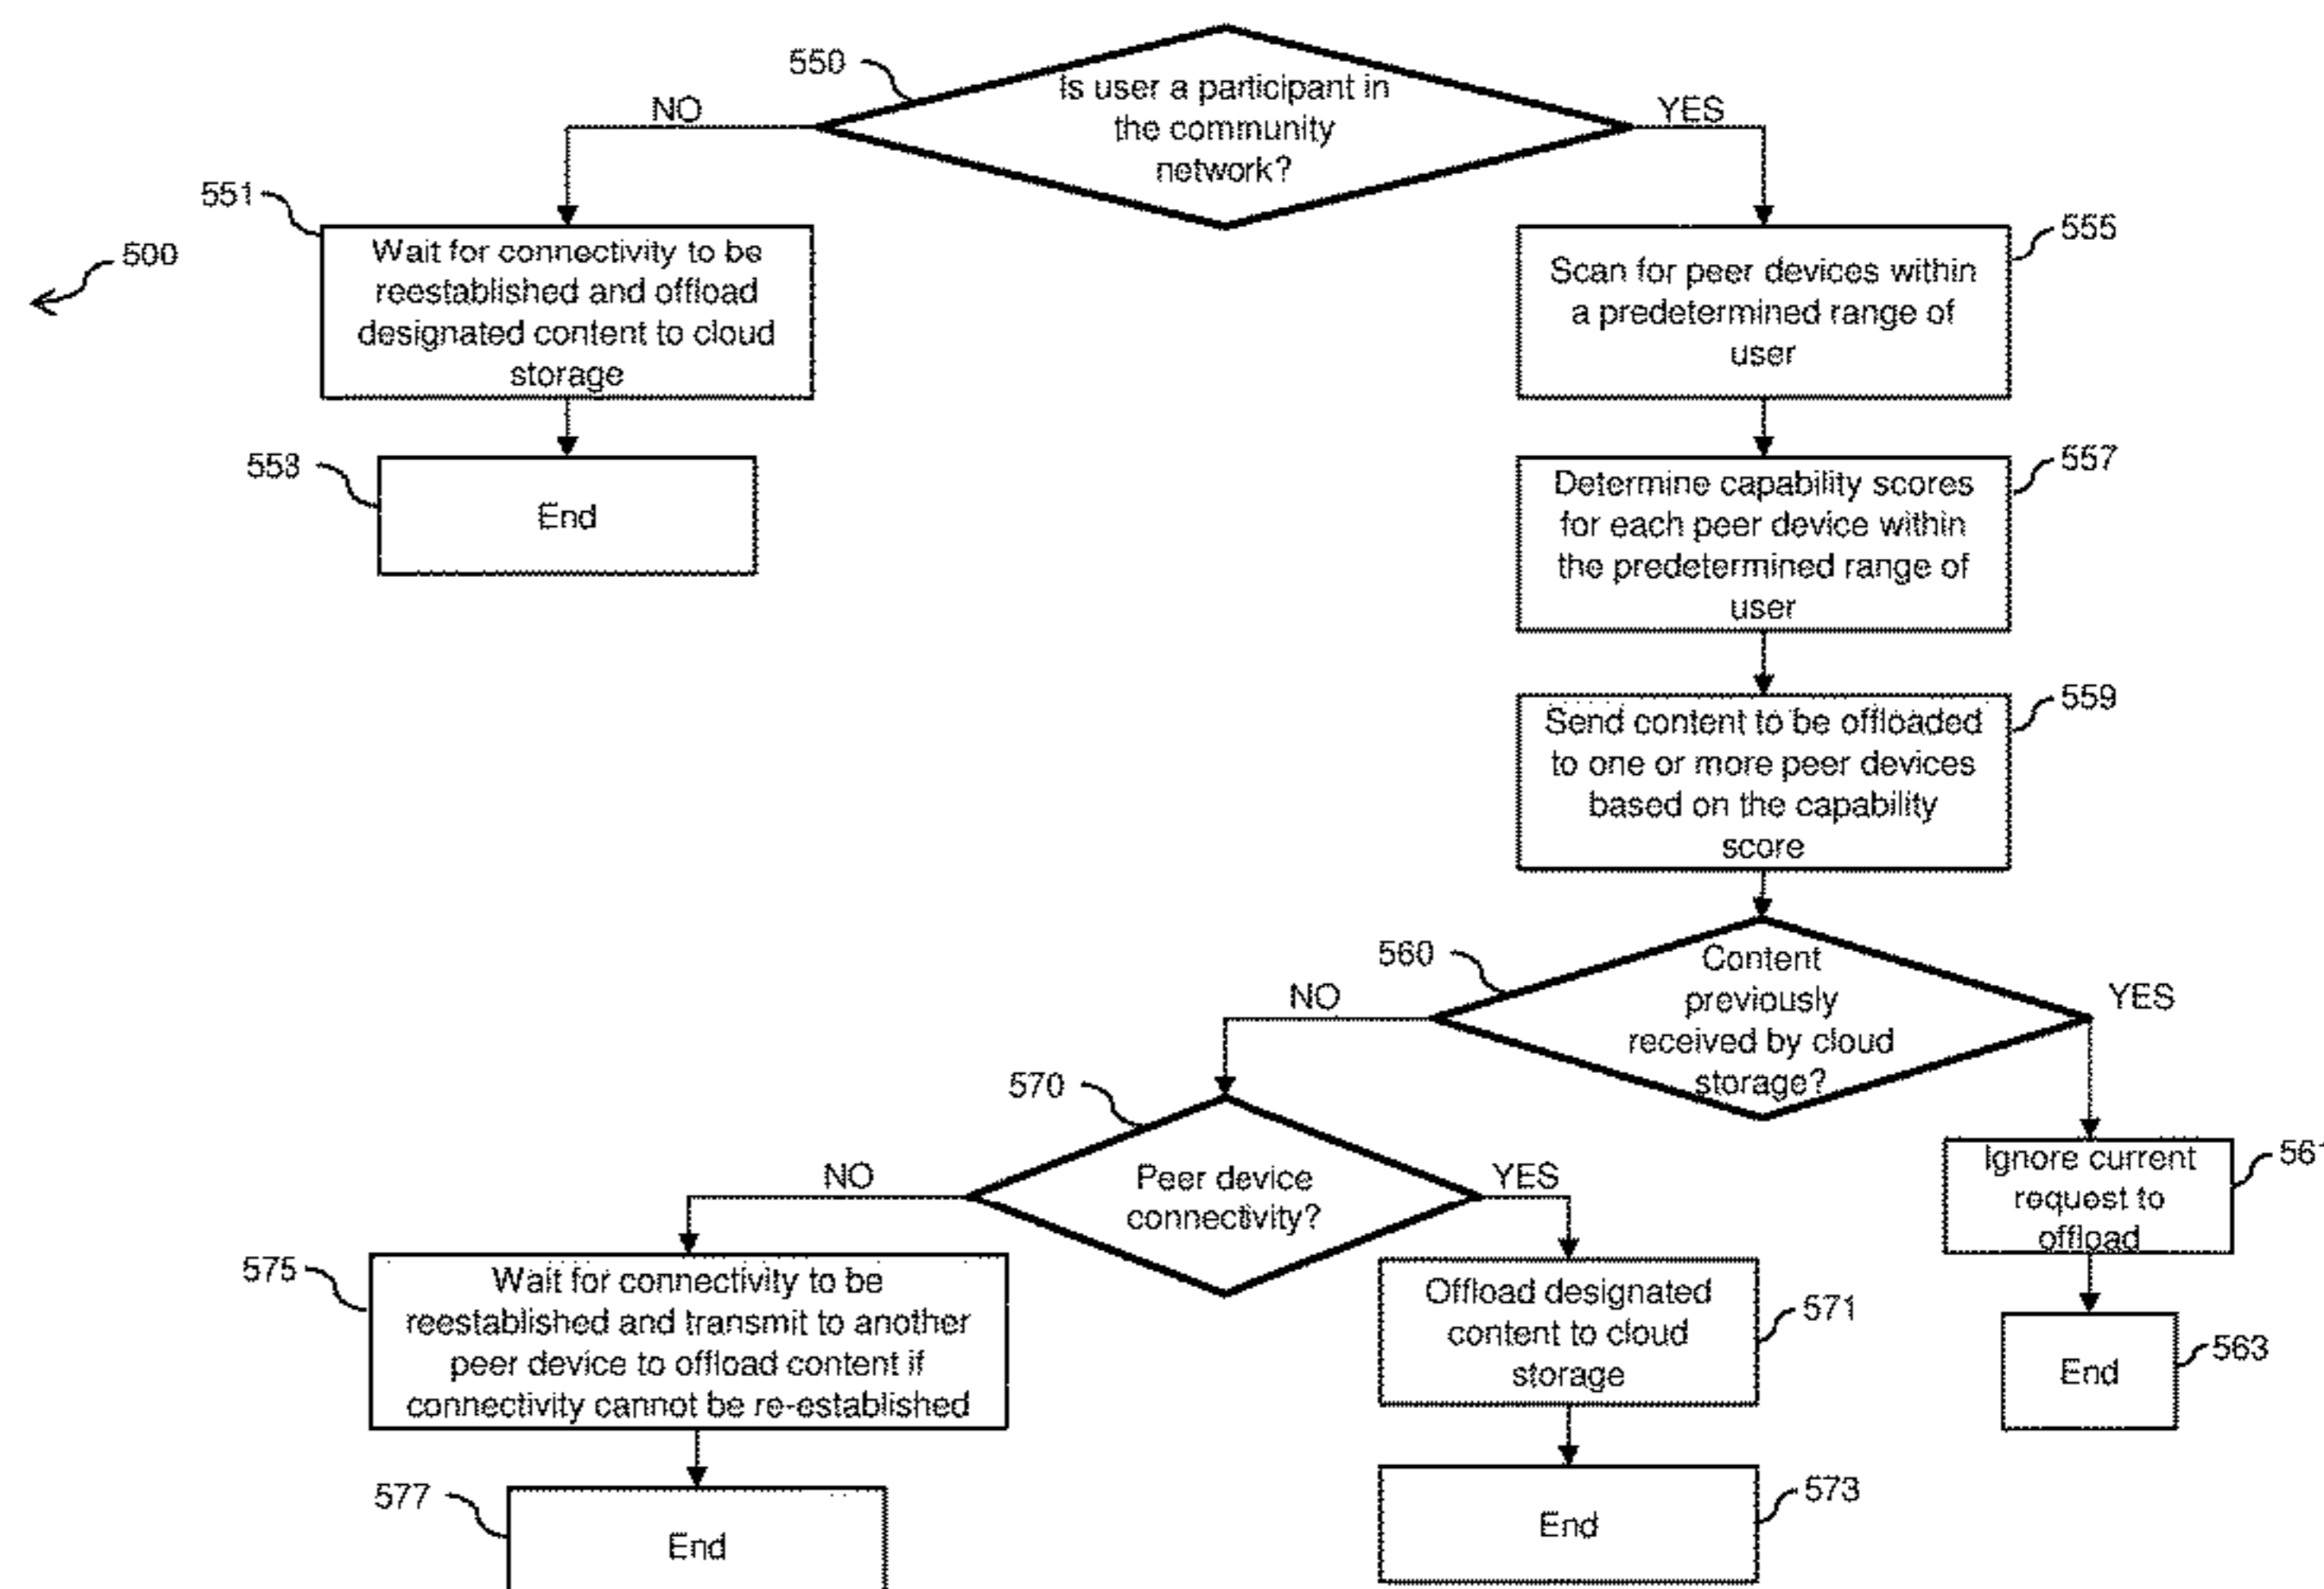 550
Is user a participant in
the community
network?
NO
YES
500
551
Wait for connectivity to be
reestablished and offload
designated content to cloud
storage
555
Scan for peer devices within
a predetermined range of
user
553
End
557
Determine capability scores
for each peer device within
the predetermined range of
user
559
Send content to be offloaded
to one or more peer devices
based on the capability
score
560
Content
previously
received by cloud
storage?
NO
YES
570
Peer device
connectivity?
NO
YES
561
Ignore current
request to
offload
575
Wait for connectivity to be
reestablished and transmit to another
peer device to offload content if
connectivity cannot be re-established
571
Offload designated
content to cloud
storage
563
End
577
End
573
End